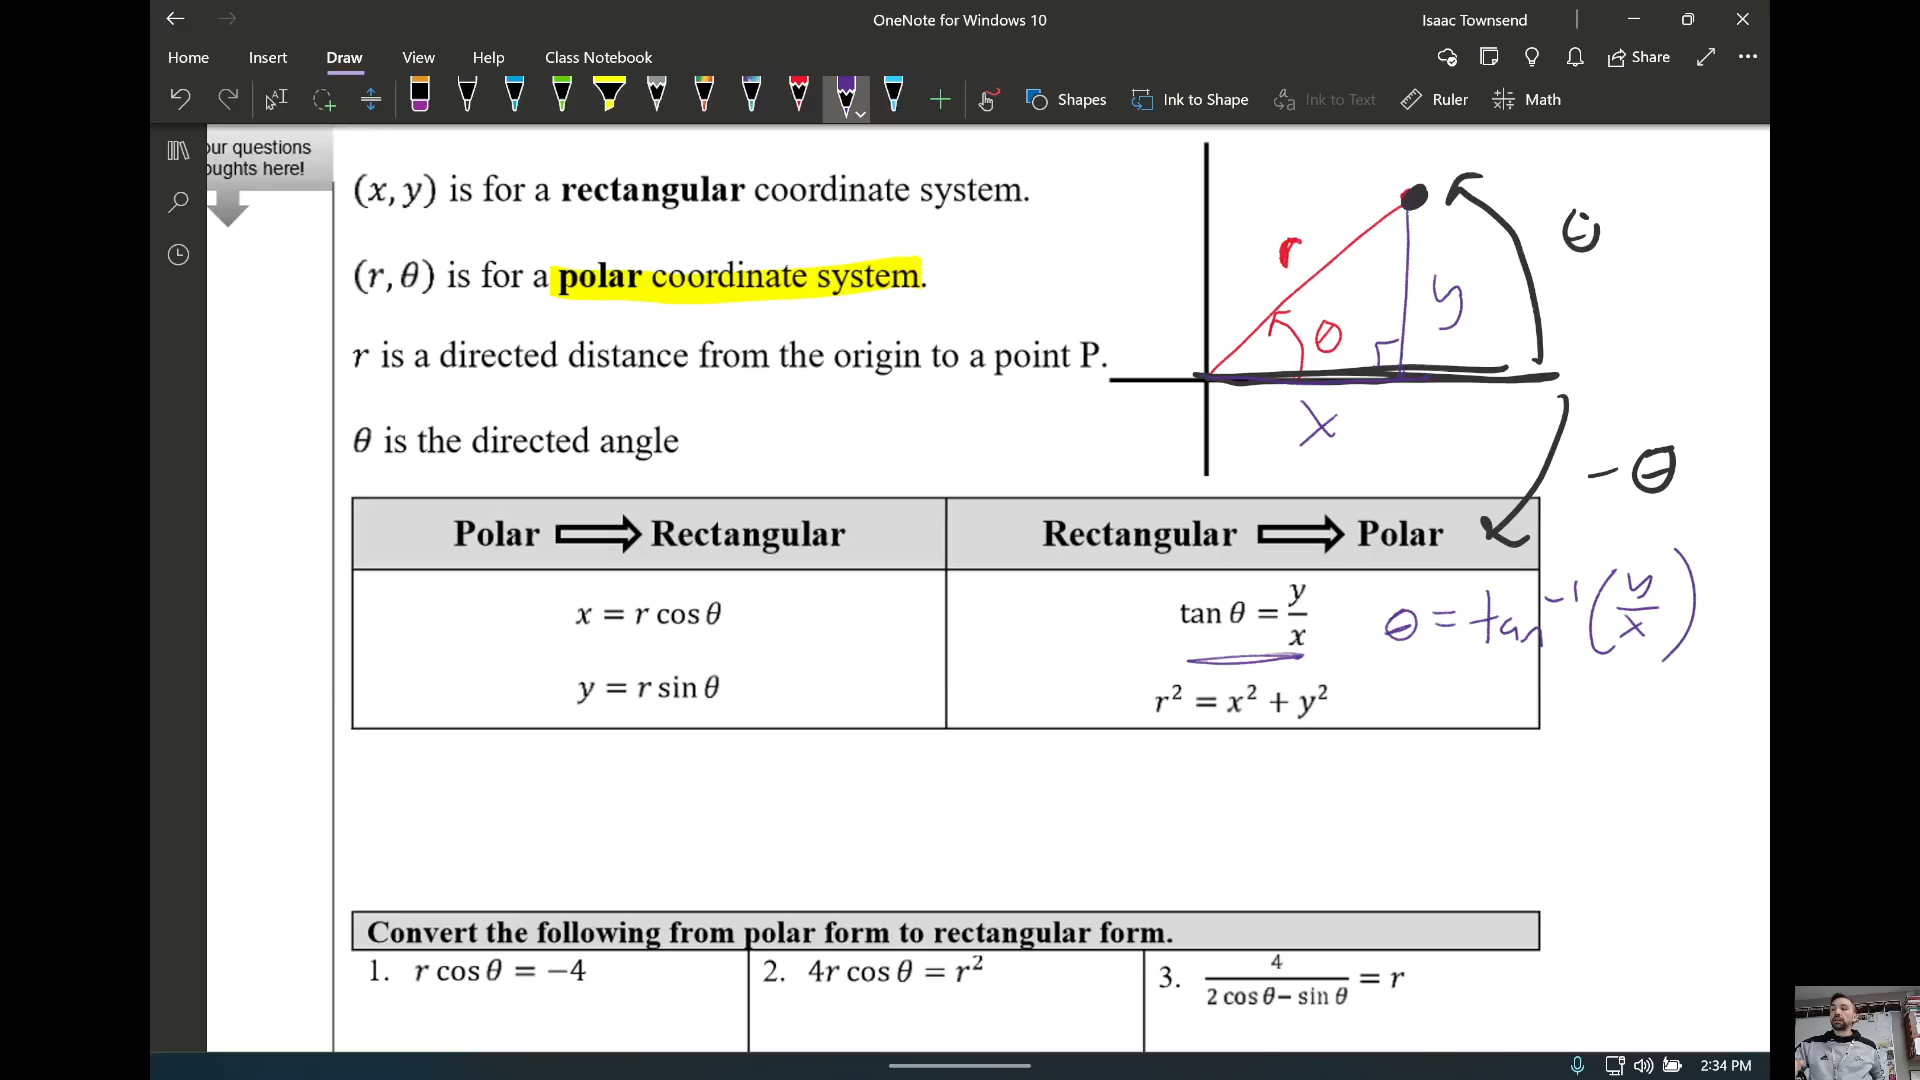 OneNote for Windows 10
Isaac Townsend
Home Insert Draw View Help Class Notebook
Share
Shapes Ink to Shape Ink to Text Ruler Math
our questions
oughts here!
(x, y) is for a rectangular coordinate system.
(r, θ) is for a polar coordinate system.
r is a directed distance from the origin to a point P.
θ is the directed angle
r
θ
y
x
θ
-θ
Polar ⇒ Rectangular
Rectangular ⇒ Polar
x = r cos θ
y = r sin θ
tan θ = y/x
θ = tan⁻¹(y/x)
r² = x² + y²
Convert the following from polar form to rectangular form.
1. r cos θ = −4
2. 4r cos θ = r²
3. 4/(2 cos θ− sin θ) = r
2:34 PM